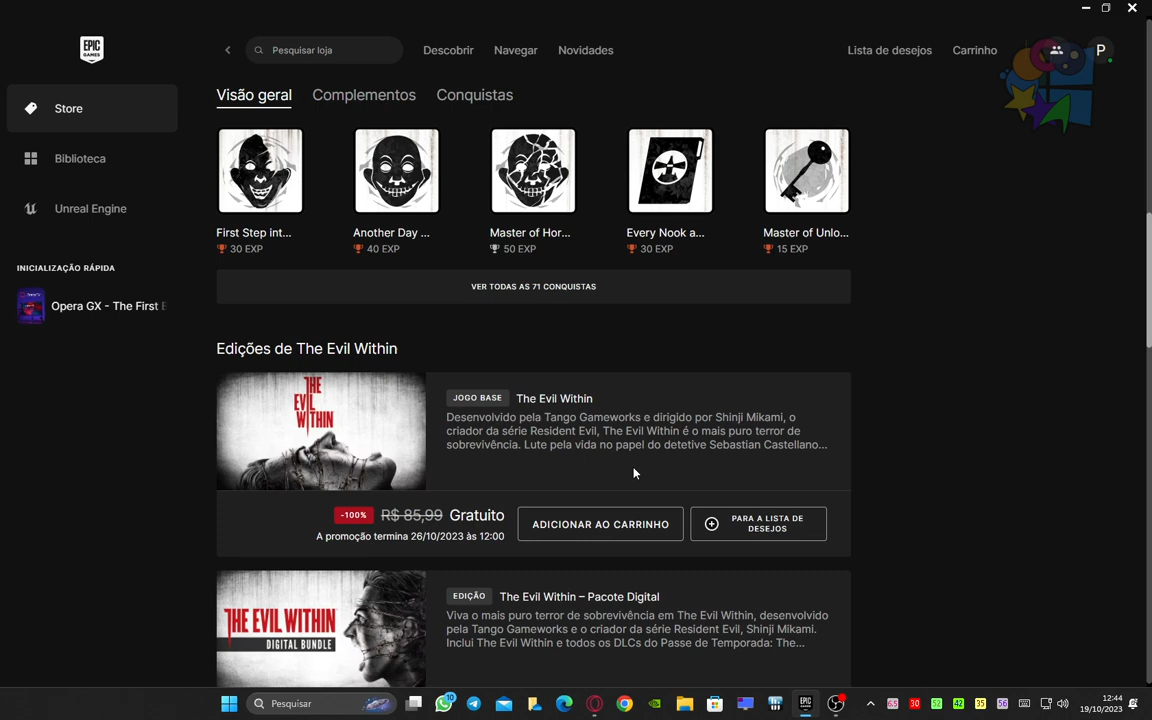 EPIC
GAMES
Pesquisar loja
Descobrir
Navegar
Novidades
Lista de desejos
Carrinho
P
Store
Biblioteca
Unreal Engine
INICIALIZAÇÃO RÁPIDA
Opera GX - The First
Visão geral
Complementos
Conquistas
First Step int...
30 EXP
Another Day ...
40 EXP
Master of Hor...
50 EXP
Every Nook a...
30 EXP
Master of Unlo...
15 EXP
VER TODAS AS 71 CONQUISTAS
Edições de The Evil Within
THE
EVIL
WITHIN
JOGO BASE The Evil Within
Desenvolvido pela Tango Gameworks e dirigido por Shinji Mikami, o
criador da série Resident Evil, The Evil Within é o mais puro terror de
sobrevivência. Lute pela vida no papel do detetive Sebastian Castellano...
-100% R$ 85,99 Gratuito
A promoção termina 26/10/2023 às 12:00
ADICIONAR AO CARRINHO
PARA A LISTA DE
DESEJOS
THE EVIL WITHIN
DIGITAL BUNDLE
EDIÇÃO The Evil Within – Pacote Digital
Viva o mais puro terror de sobrevivência em The Evil Within, desenvolvido
pela Tango Gameworks e o criador da série Resident Evil, Shinji Mikami.
Inclui The Evil Within e todos os DLCs do Passe de Temporada: The...
Pesquisar
10
EPIC
30
52
42
35
56
12:44
19/10/2023